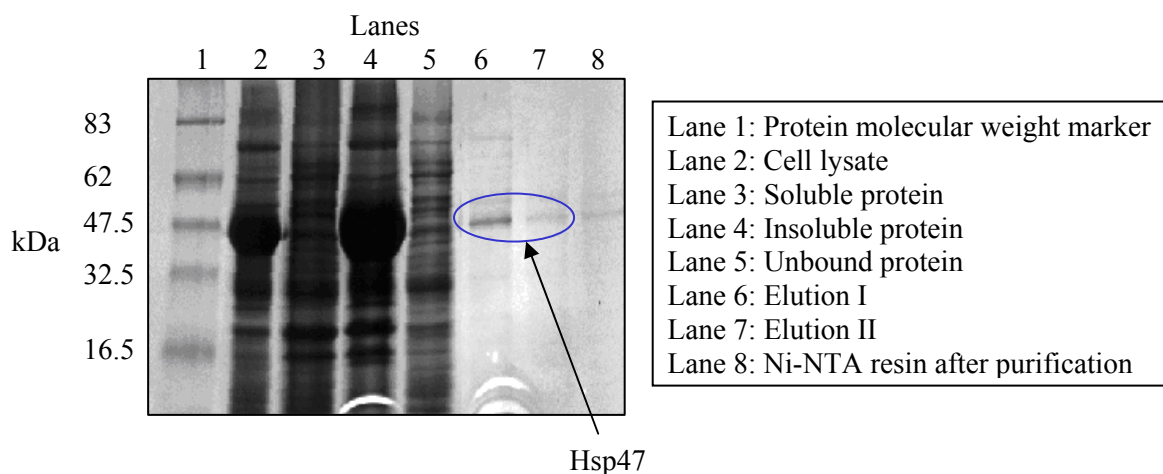 Lanes
1 2 3 4 5 6 7 8
kDa
83
62
47.5
32.5
16.5
Lane 1: Protein molecular weight marker
Lane 2: Cell lysate
Lane 3: Soluble protein
Lane 4: Insoluble protein
Lane 5: Unbound protein
Lane 6: Elution I
Lane 7: Elution II
Lane 8: Ni-NTA resin after purification
Hsp47